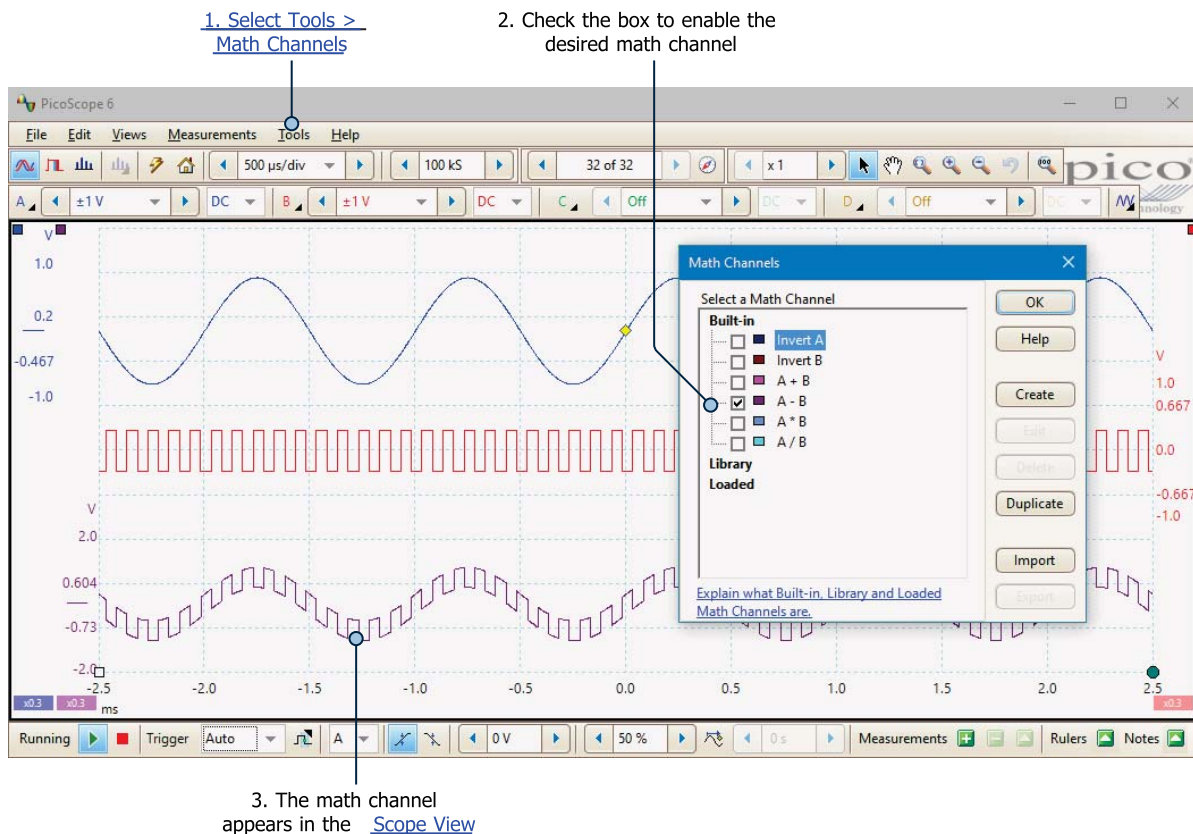 1. Select Tools >
Math Channels
2. Check the box to enable the
desired math channel
PicoScope 6
File Edit Views Measurements Tools Help
500 µs/div 100 kS 32 of 32 x 1
pico
A ±1 V DC B ±1 V DC C Off DC D Off DC
hnology
V
1.0
0.2
-0.467
-1.0
V
2.0
0.604
-0.73
-2.0
Math Channels
Select a Math Channel
Built-in
Invert A
Invert B
A + B
A - B
A * B
A / B
Library
Loaded
Explain what Built-in, Library and Loaded
Math Channels are.
OK
Help
Create
Edit
Delete
Duplicate
Import
Export
V
1.0
0.667
0.0
-0.667
-1.0
-2.5 -2.0 -1.5 -1.0 -0.5 0.0 0.5 1.0 1.5 2.0 2.5
x0.3 x0.3 ms x0.3
Running Trigger Auto A 0 V 50 % 0 s Measurements Rulers Notes
3. The math channel
appears in the Scope View